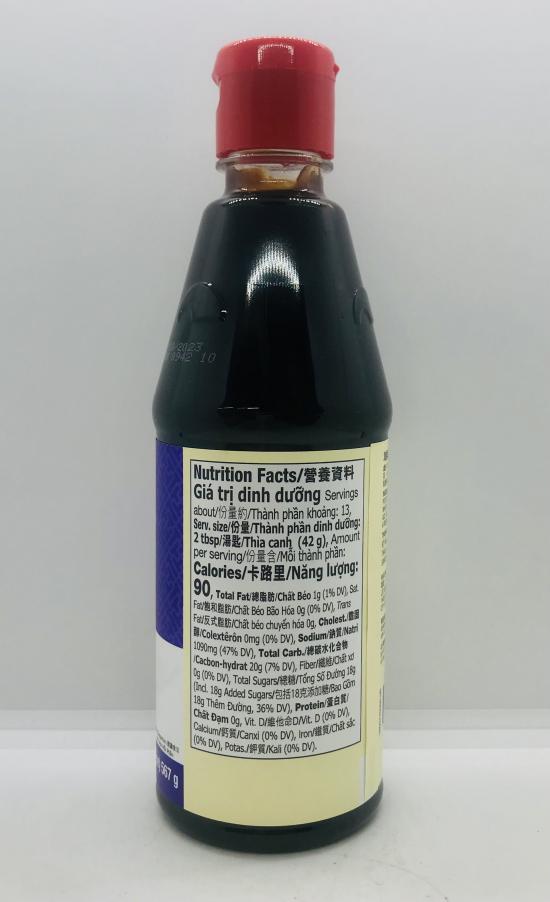 2023
0942 10
Nutrition Facts/營養資料
Giá trị dinh dưỡng Servings
about/份量約/Thành phần khoảng: 13,
Serv. size/份量/Thành phần dinh dưỡng:
2 tbsp/湯匙/Thìa canh (42 g), Amount
per serving/份量含/Mỗi thành phần:
Calories/卡路里/Năng lượng:
90, Total Fat/總脂肪/Chất Béo 1g (1% DV), Sat.
Fat/飽和脂肪/Chất Béo Bão Hóa 0g (0% DV), Trans
Fat/反式脂肪/Chất béo chuyển hóa 0g, Cholest./膽固
醇/Colextêrôn 0mg (0% DV), Sodium/鈉質/Natri
1090mg (47% DV), Total Carb./總碳水化合物
/Cacbon-hydrat 20g (7% DV), Fiber/纖維/Chất xơ
0g (0% DV), Total Sugars/總糖/Tổng Số Đường 18g
(Incl. 18g Added Sugars/包括18克添加糖/Bao Gồm
18g Thêm Đường, 36% DV), Protein/蛋白質/
Chất Đạm 0g, Vit. D/維他命D/Vit. D (0% DV),
Calcium/鈣質/Canxi (0% DV), Iron/鐵質/Chất sắc
(0% DV), Potas./鉀質/Kali (0% DV).
567 g